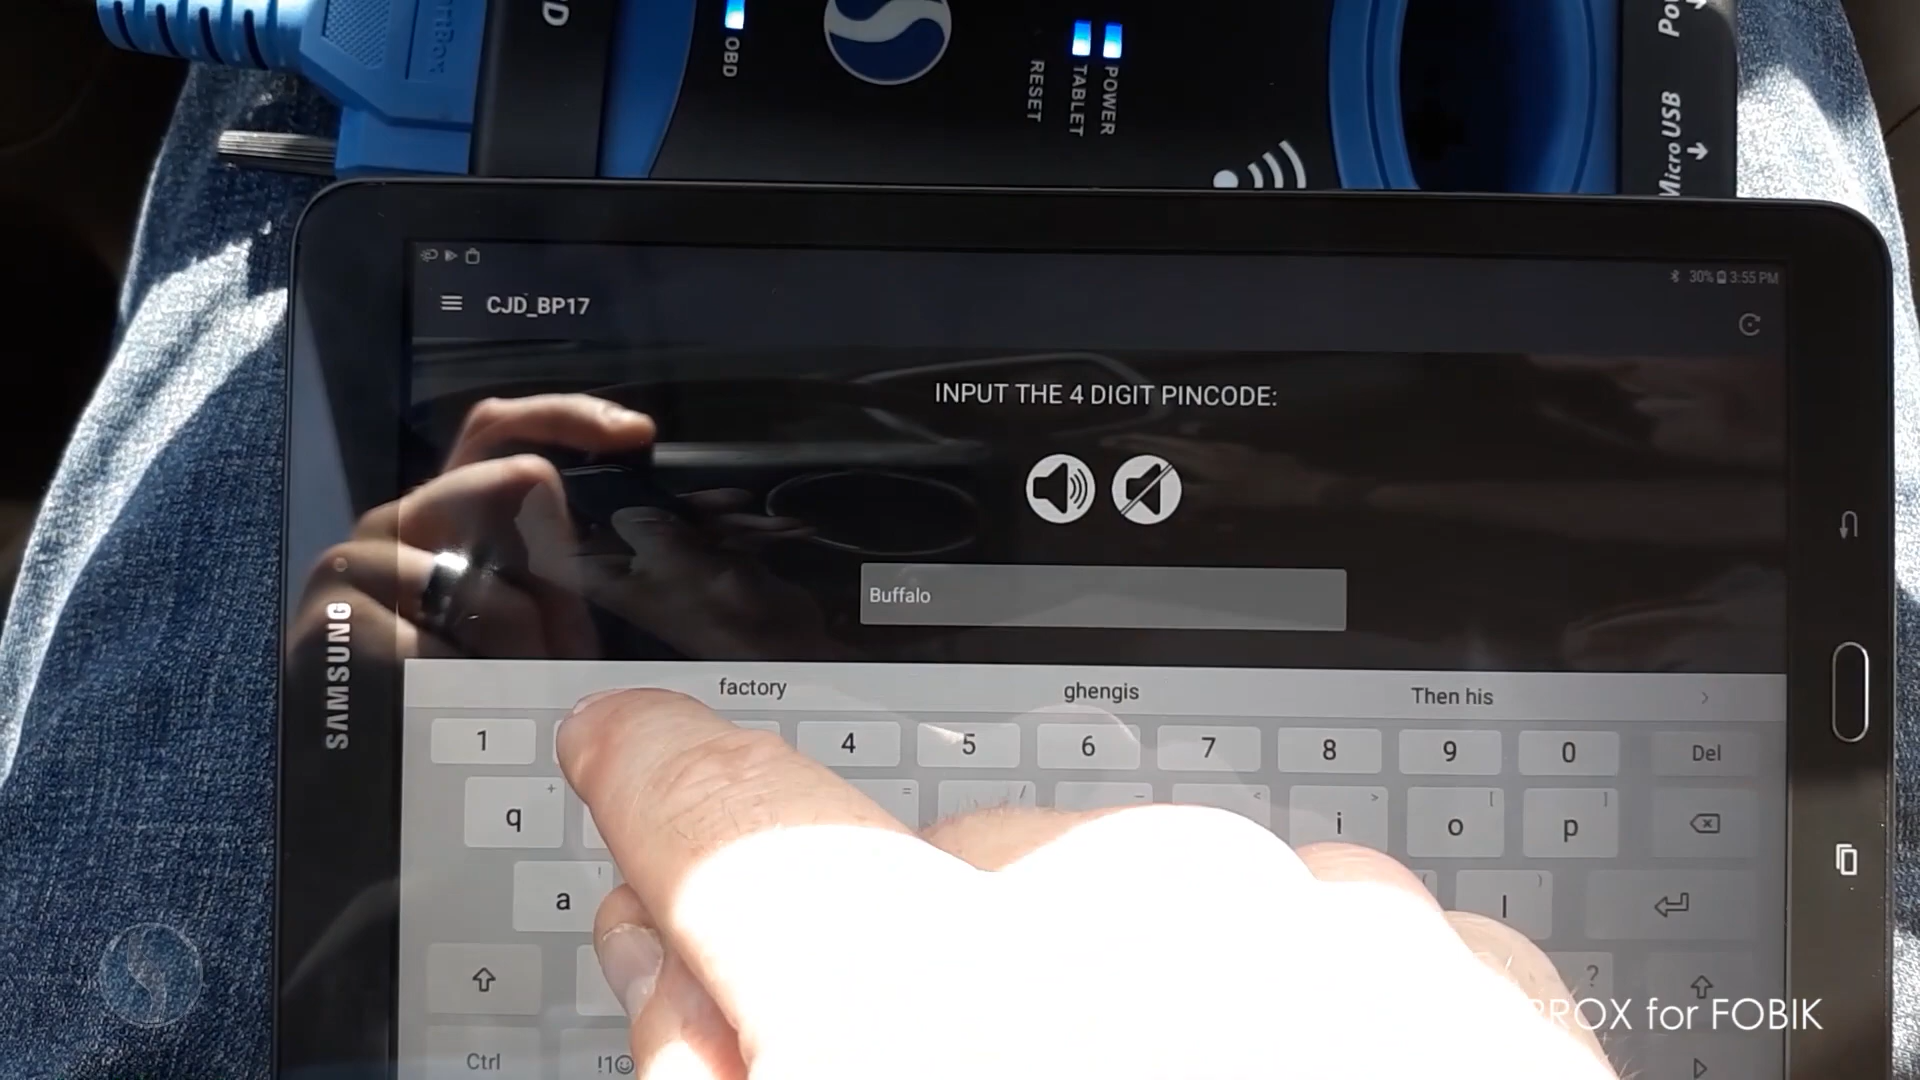 OBD
RESET
TABLET
POWER
Micro USB
30% 3:55 PM
CJD_BP17
INPUT THE 4 DIGIT PINCODE:
Buffalo
SAMSUNG
factory ghengis Then his
1 4 5 6 7 8 9 0 Del
q i o p
a l
?
Ctrl !1☺
for FOBIK